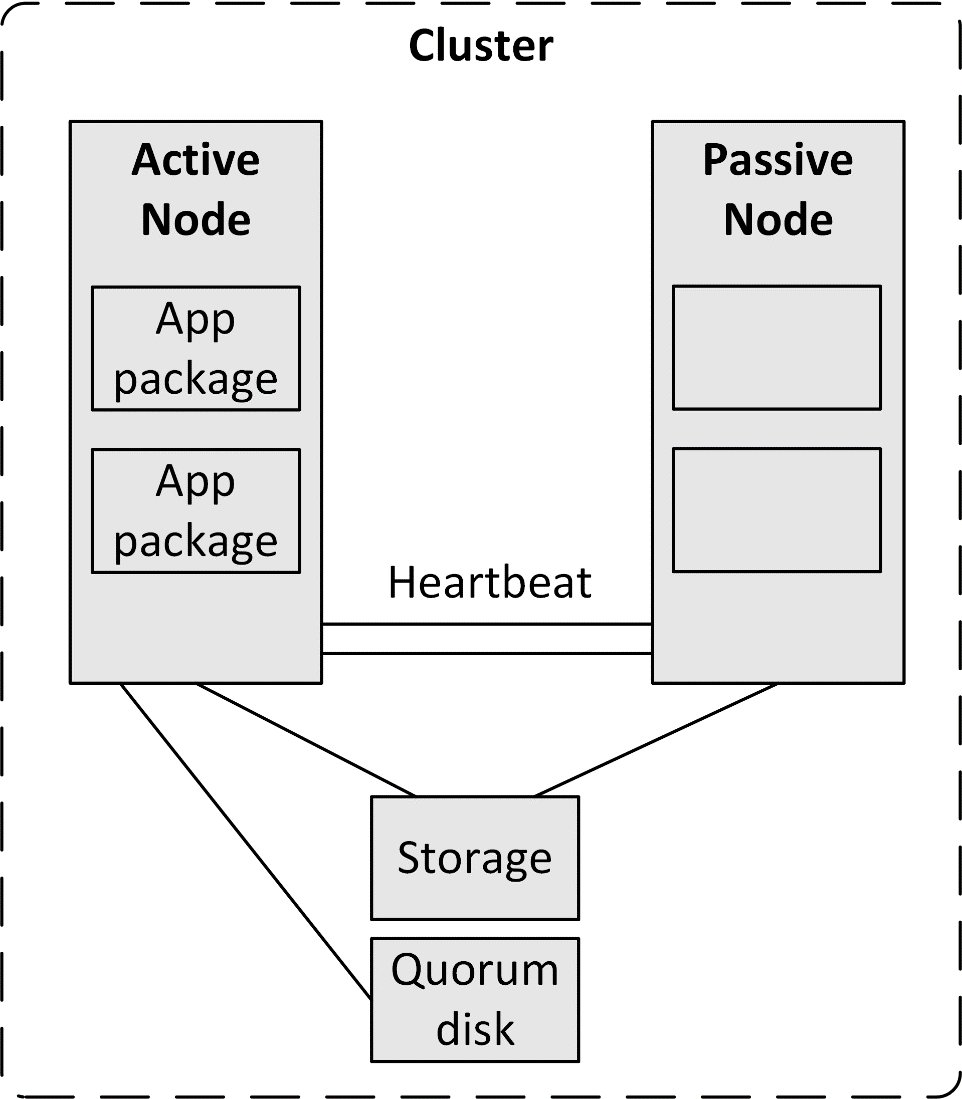 Cluster
Active
Node
Passive
Node
App
package
App
package
Heartbeat
Storage
Quorum
disk